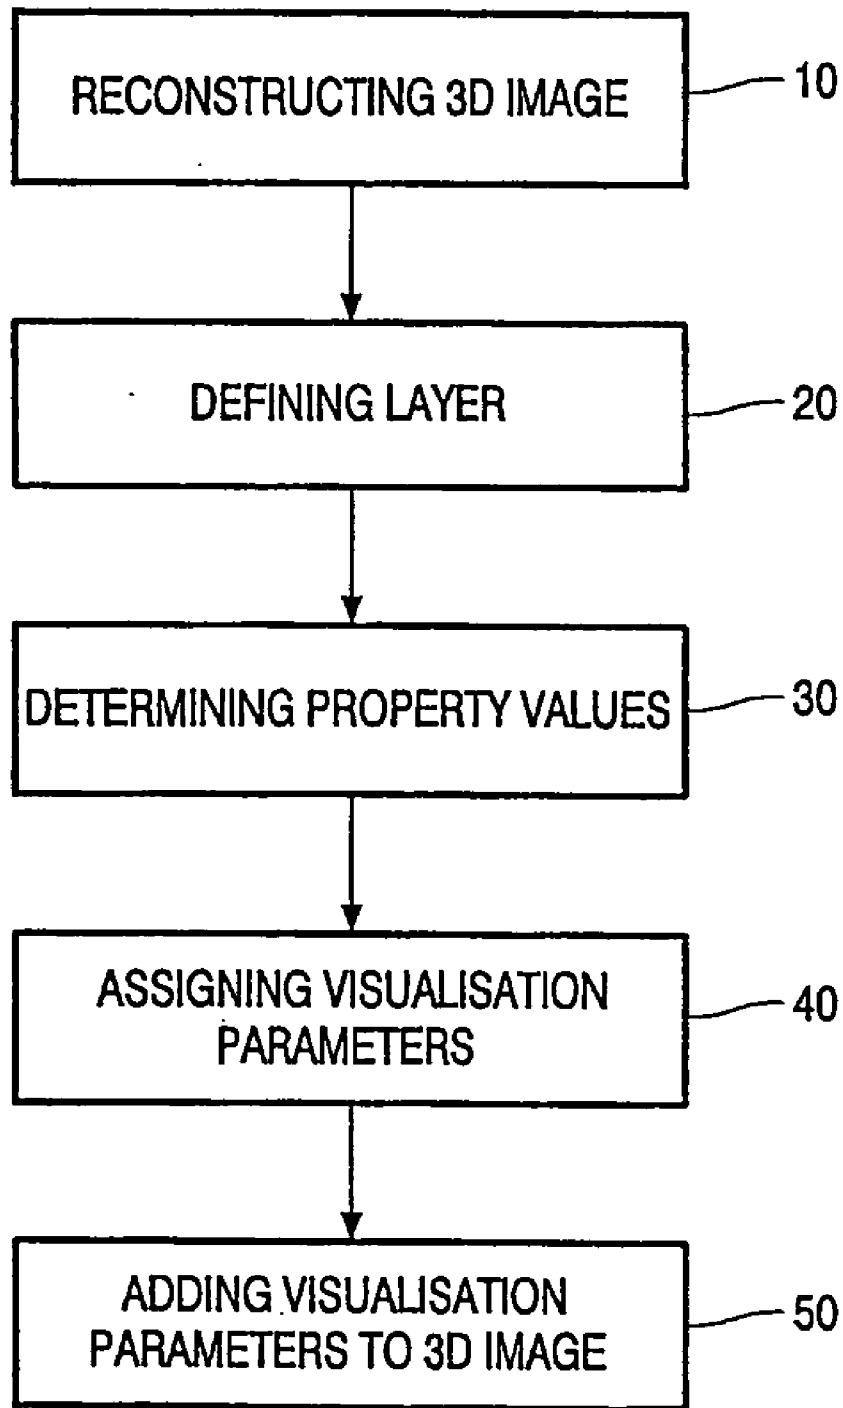 RECONSTRUCTING 3D IMAGE
10
DEFINING LAYER
20
DETERMINING PROPERTY VALUES
30
ASSIGNING VISUALISATION
PARAMETERS
40
ADDING VISUALISATION
PARAMETERS TO 3D IMAGE
50